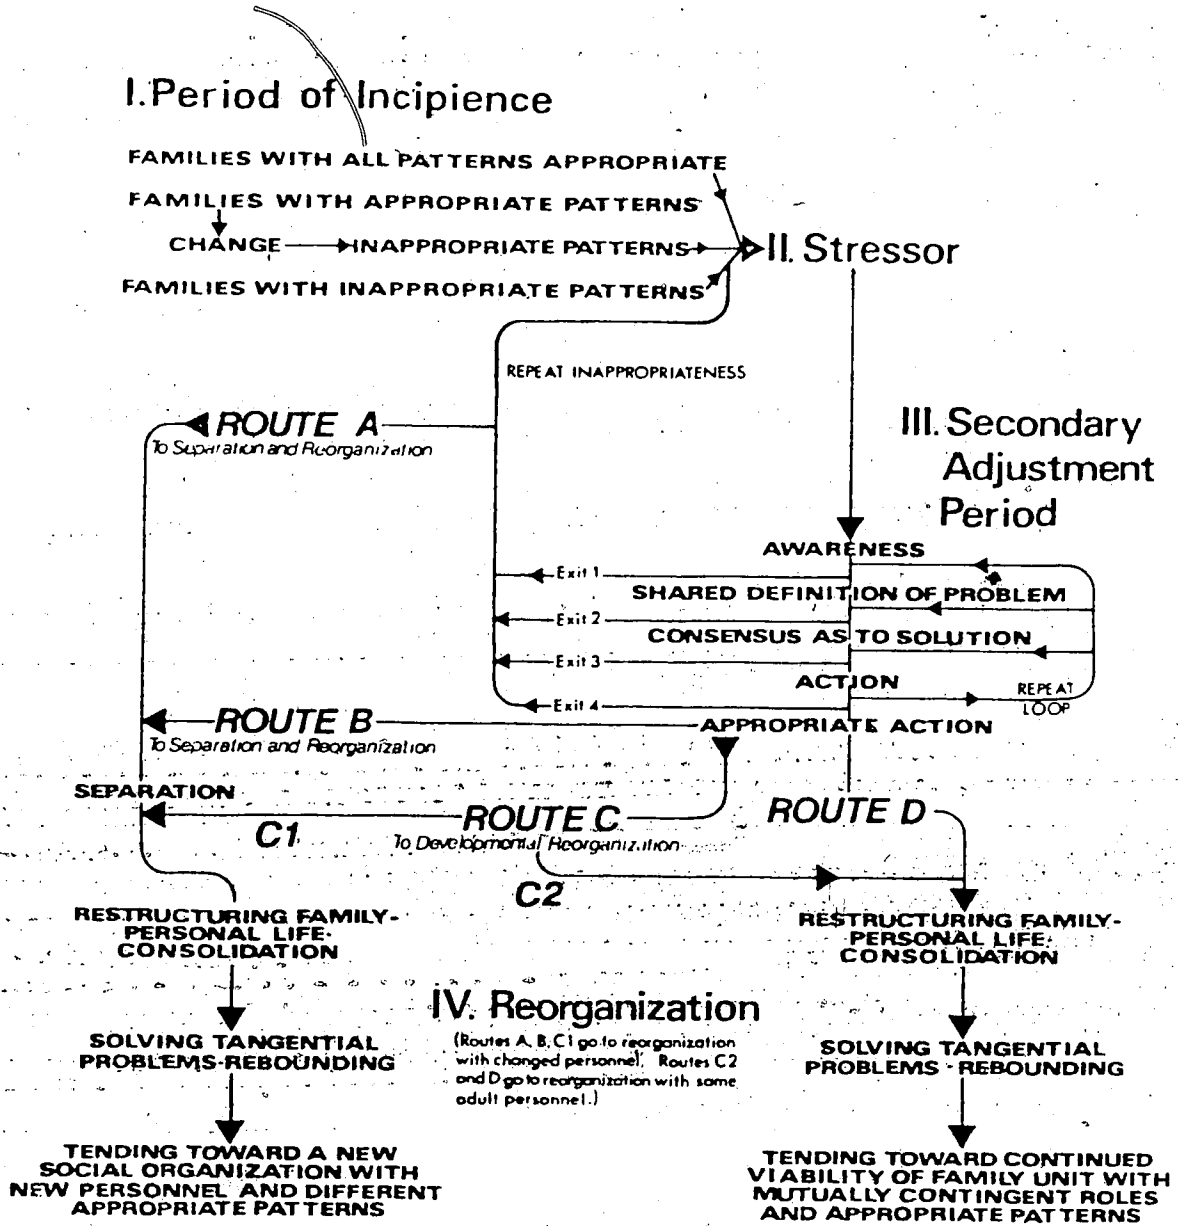 I. Period of Incipience
FAMILIES WITH ALL PATTERNS APPROPRIATE
FAMILIES WITH APPROPRIATE PATTERNS
CHANGE INAPPROPRIATE PATTERNS
II. Stressor
FAMILIES WITH INAPPROPRIATE PATTERNS
REPEAT INAPPROPRIATENESS
ROUTE A
To Separation and Reorganization
III. Secondary
Adjustment
Period
AWARENESS
Exit 1
SHARED DEFINITION OF PROBLEM
Exit 2
CONSENSUS AS TO SOLUTION
Exit 3
ACTION
REPEAT
LOOP
Exit 4
ROUTE B
APPROPRIATE ACTION
To Separation and Reorganization
SEPARATION
C1
ROUTE C
ROUTE D
To Developmental Reorganization
C2
RESTRUCTURING FAMILY-
PERSONAL LIFE-
CONSOLIDATION
RESTRUCTURING FAMILY-
PERSONAL LIFE-
CONSOLIDATION
IV. Reorganization
(Routes A, B, C1 go to reorganization
with changed personnel. Routes C2
and D go to reorganization with same
adult personnel.)
SOLVING TANGENTIAL
PROBLEMS-REBOUNDING
SOLVING TANGENTIAL
PROBLEMS - REBOUNDING
TENDING TOWARD A NEW
SOCIAL ORGANIZATION WITH
NEW PERSONNEL AND DIFFERENT
APPROPRIATE PATTERNS
TENDING TOWARD CONTINUED
VIABILITY OF FAMILY UNIT WITH
MUTUALLY CONTINGENT ROLES
AND APPROPRIATE PATTERNS